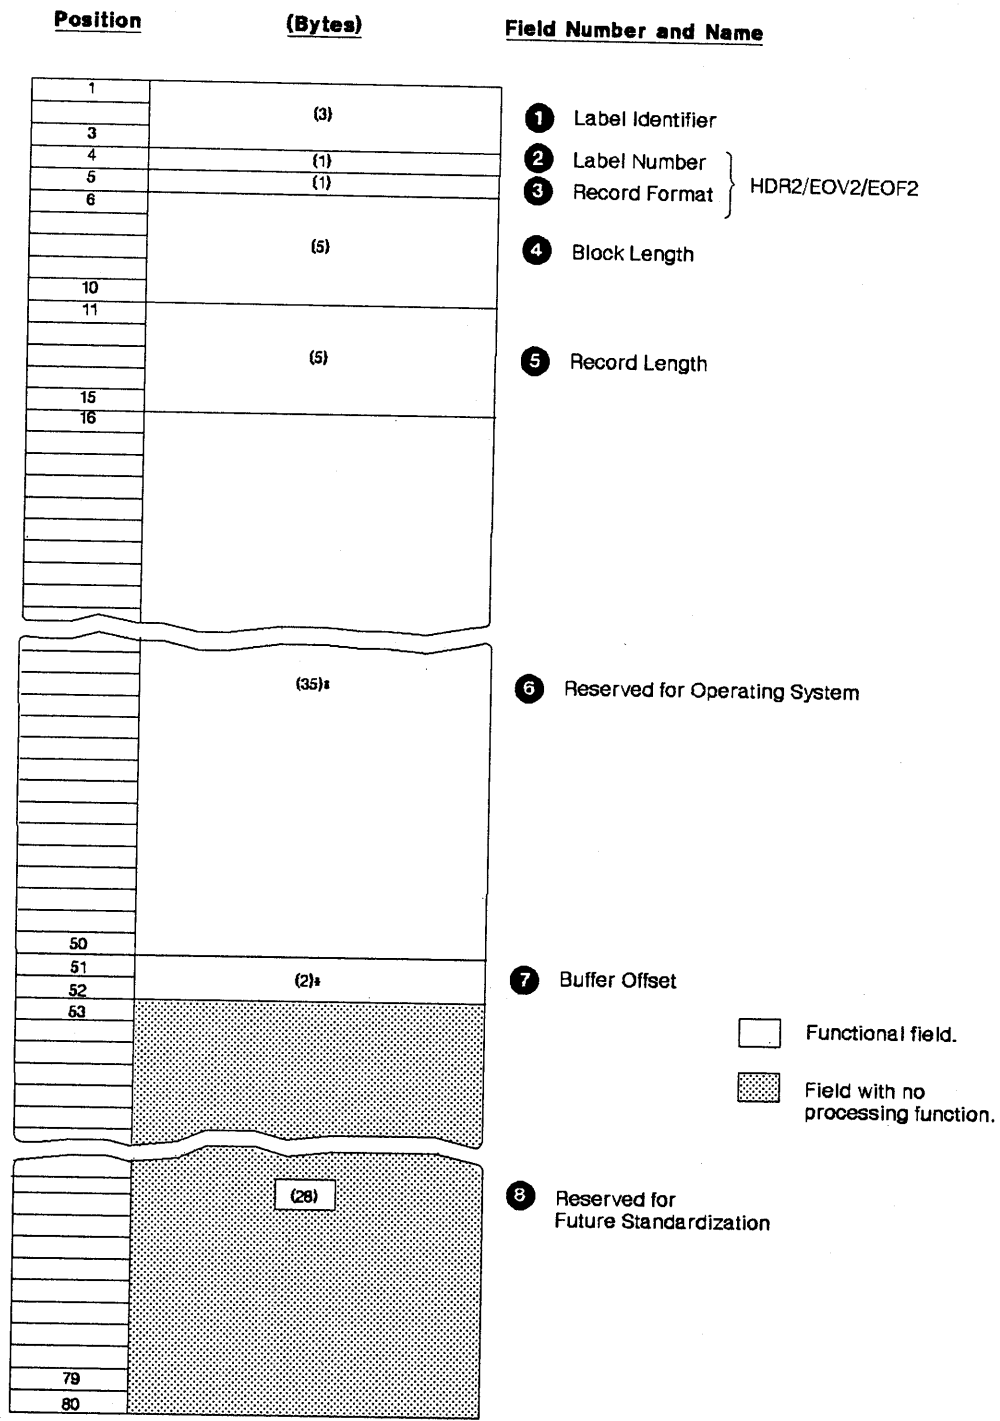 Position (Bytes) Field Number and Name
1
(3)
1 Label Identifier
3
4 (1) 2 Label Number
5 (1) 3 Record Format
HDR2/EOV2/EOF2
6
(5) 4 Block Length
10
11
(5) 5 Record Length
15
16
(35) 6 Reserved for Operating System
50
51
(2) 7 Buffer Offset
52
53
Functional field.
Field with no
processing function.
(28) 8 Reserved for
Future Standardization
79
80